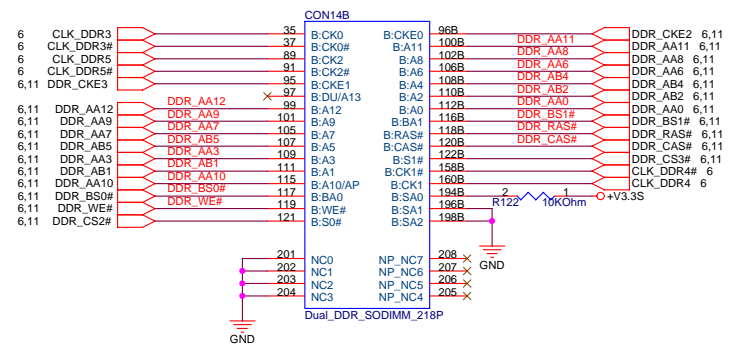 CON14B
6 CLK_DDR3 35 B:CK0 B:CKE0 96B DDR_CKE2 6,11
6 CLK_DDR3# 37 B:CK0# B:A11 100B DDR_AA11 DDR_AA11 6,11
6 CLK_DDR5 89 B:CK2 B:A8 102B DDR_AA8 DDR_AA8 6,11
6 CLK_DDR5# 91 B:CK2# B:A6 106B DDR_AA6 DDR_AA6 6,11
6,11 DDR_CKE3 95 B:CKE1 B:A4 108B DDR_AB4 DDR_AB4 6,11
97 B:DU/A13 B:A2 110B DDR_AB2 DDR_AB2 6,11
6,11 DDR_AA12 DDR_AA12 99 B:A12 B:A0 112B DDR_AA0 DDR_AA0 6,11
6,11 DDR_AA9 DDR_AA9 101 B:A9 B:BA1 116B DDR_BS1# DDR_BS1# 6,11
6,11 DDR_AA7 DDR_AA7 105 B:A7 B:RAS# 118B DDR_RAS# DDR_RAS# 6,11
6,11 DDR_AB5 DDR_AB5 107 B:A5 B:CAS# 120B DDR_CAS# DDR_CAS# 6,11
6,11 DDR_AA3 DDR_AA3 109 B:A3 B:S1# 122B DDR_CS3# 6,11
6,11 DDR_AB1 DDR_AB1 111 B:A1 B:CK1# 158B CLK_DDR4# 6
6,11 DDR_AA10 DDR_AA10 115 B:A10/AP B:CK1 160B CLK_DDR4 6
6,11 DDR_BS0# DDR_BS0# 117 B:BA0 B:SA0 194B 2 1 +V3.3S
6,11 DDR_WE# DDR_WE# 119 B:WE# B:SA1 196B R122 10KOhm
6,11 DDR_CS2# 121 B:S0# B:SA2 198B
GND
201 NC0 NP_NC7 208
202 NC1 NP_NC6 207
203 NC2 NP_NC5 206
204 NC3 NP_NC4 205
Dual_DDR_SODIMM_218P
GND